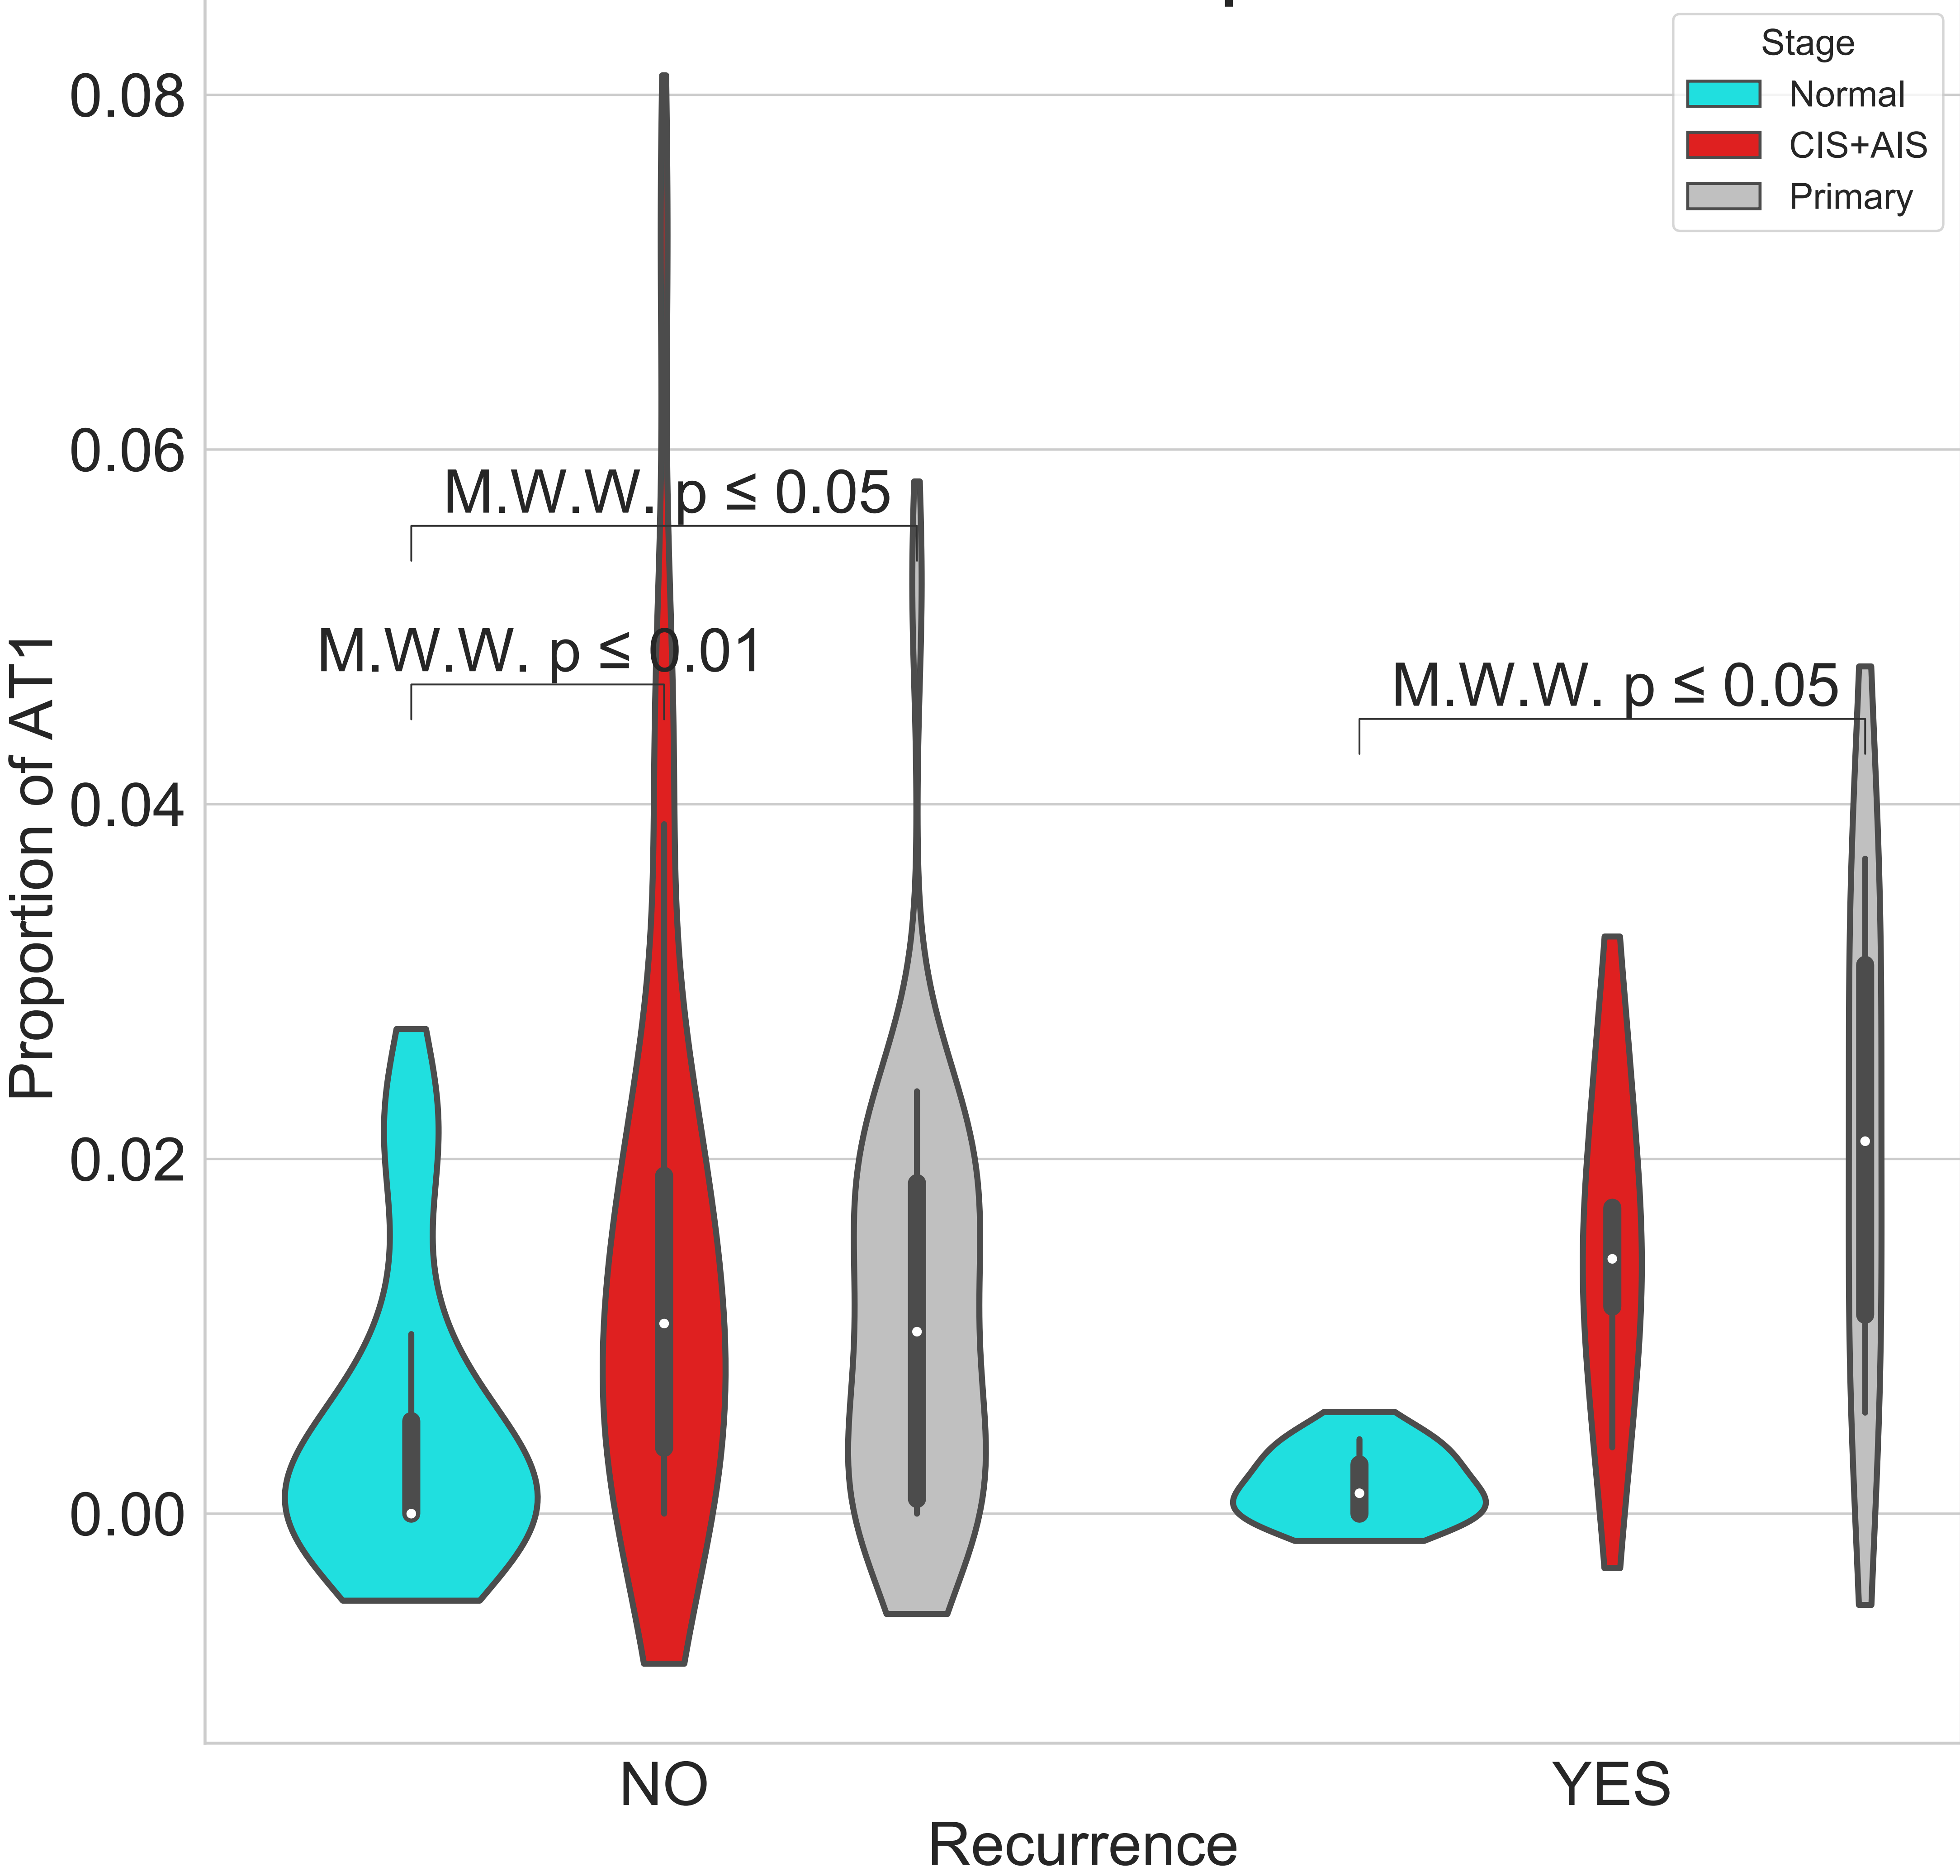 Stage
Normal
CIS+AIS
Primary
0.08
0.06
0.04
0.02
0.00
Proportion of AT1
M.W.W. p ≤ 0.05
M.W.W. p ≤ 0.01
M.W.W. p ≤ 0.05
NO
YES
Recurrence